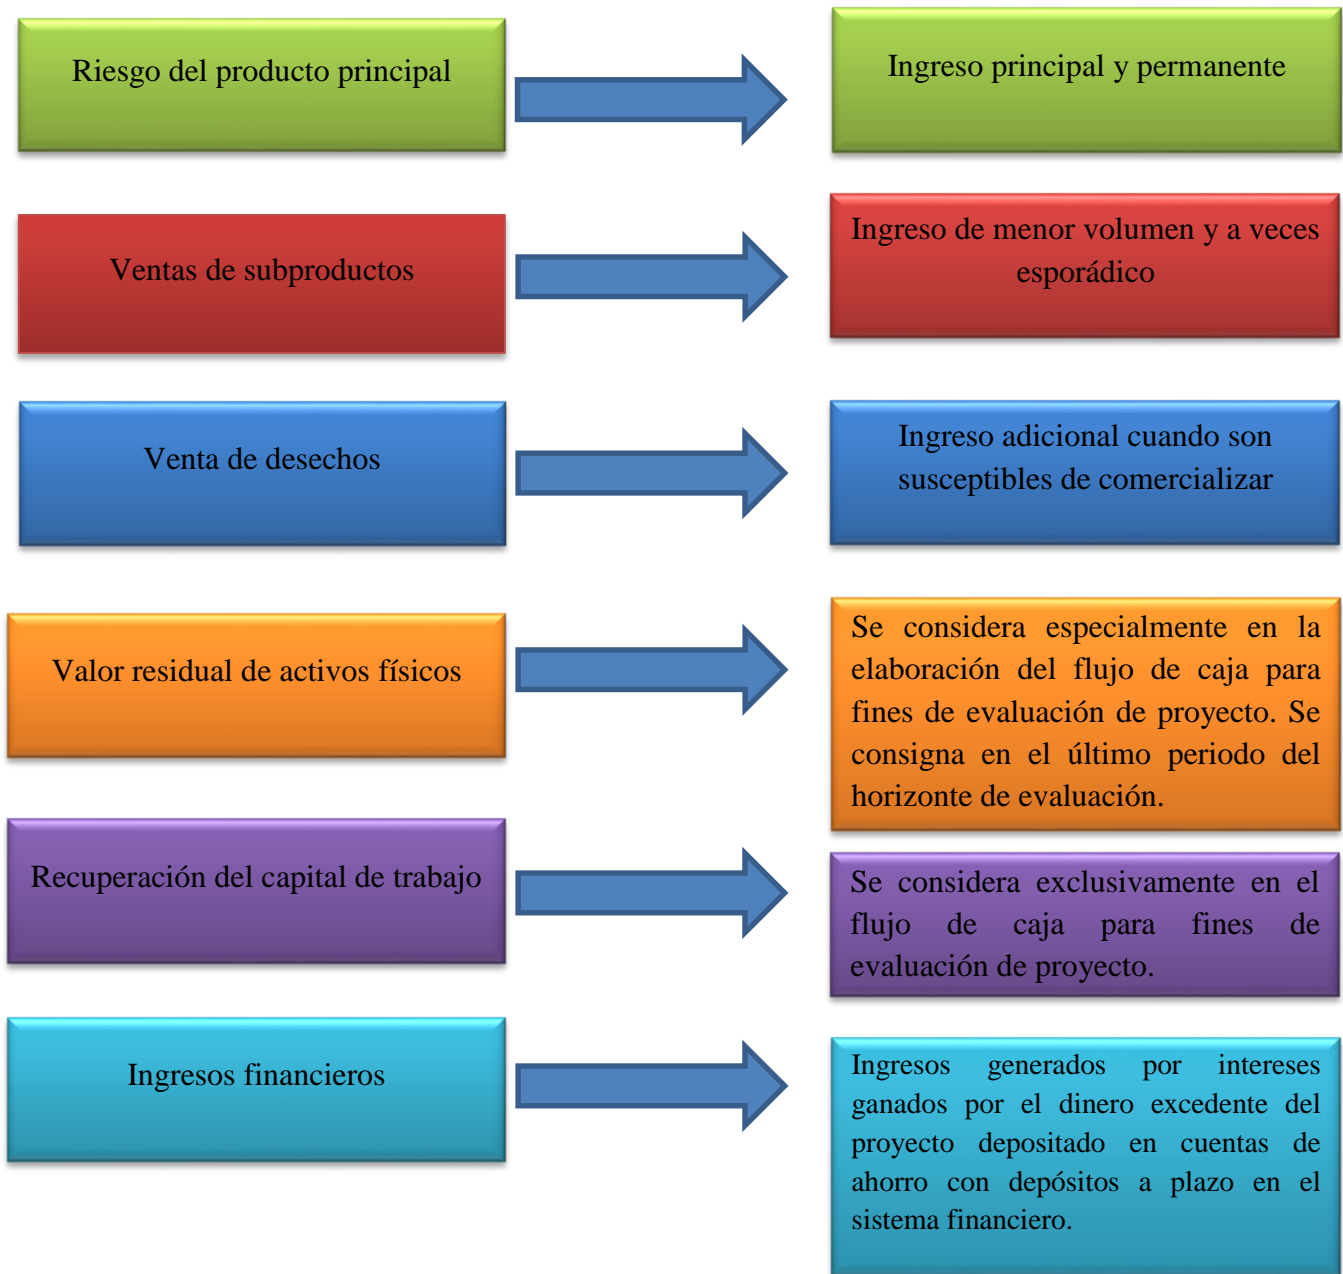 Riesgo del producto principal
Ingreso principal y permanente
Ventas de subproductos
Ingreso de menor volumen y a veces
esporádico
Venta de desechos
Ingreso adicional cuando son
susceptibles de comercializar
Valor residual de activos físicos
Se considera especialmente en la
elaboración del flujo de caja para
fines de evaluación de proyecto. Se
consigna en el último periodo del
horizonte de evaluación.
Recuperación del capital de trabajo
Se considera exclusivamente en el
flujo de caja para fines de
evaluación de proyecto.
Ingresos financieros
Ingresos generados por intereses
ganados por el dinero excedente del
proyecto depositado en cuentas de
ahorro con depósitos a plazo en el
sistema financiero.